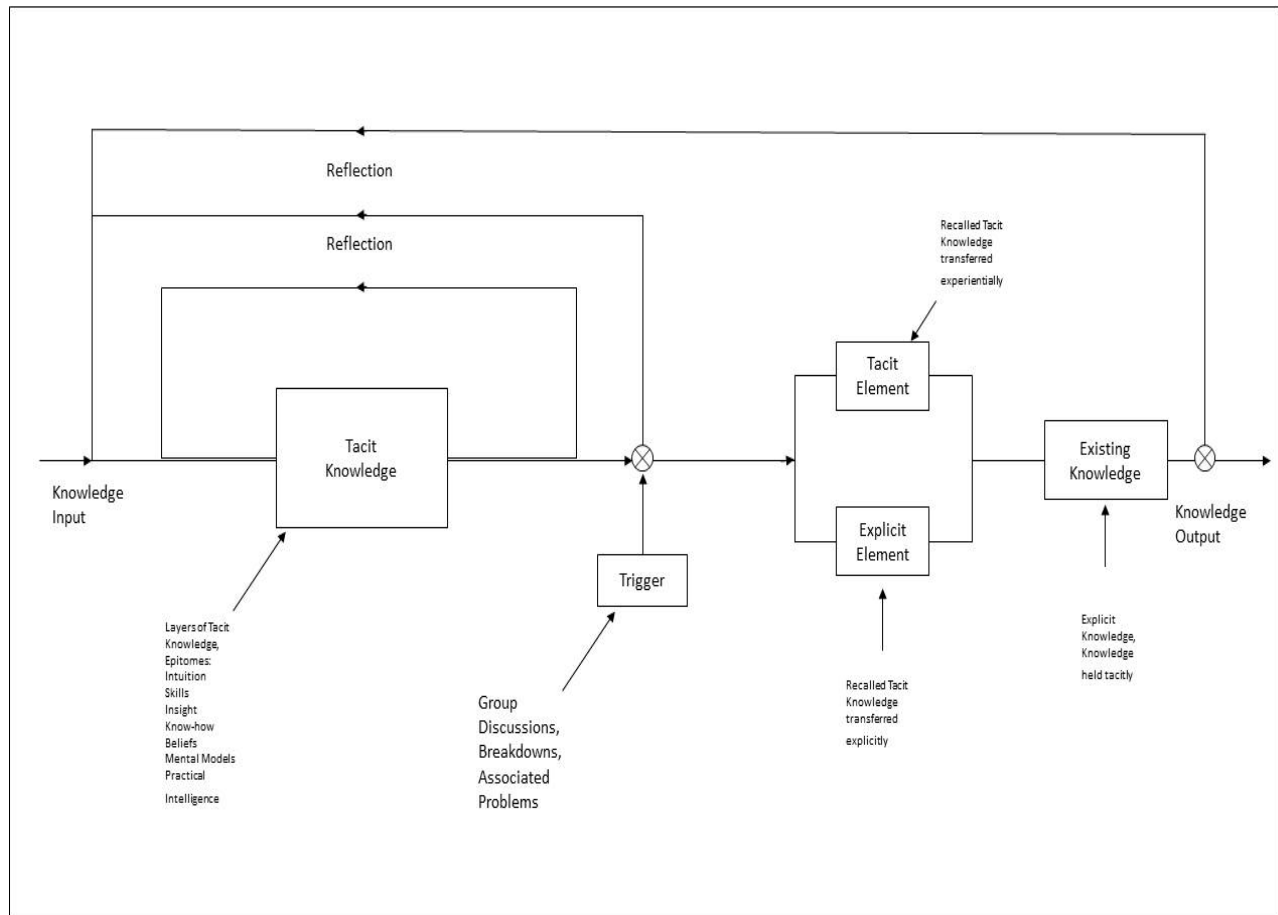 Reflection
Reflection
Recalled Tacit
Knowledge
transferred
experientially
Tacit
Element
Tacit
Knowledge
Existing
Knowledge
Knowledge
Input
Knowledge
Output
Explicit
Element
Trigger
Layers of Tacit
Knowledge,
Epitomes:
Intuition
Skills
Insight
Know-how
Beliefs
Mental Models
Practical
Intelligence
Group
Discussions,
Breakdowns,
Associated
Problems
Recalled Tacit
Knowledge
transferred
explicitly
Explicit
Knowledge,
Knowledge
held tacitly